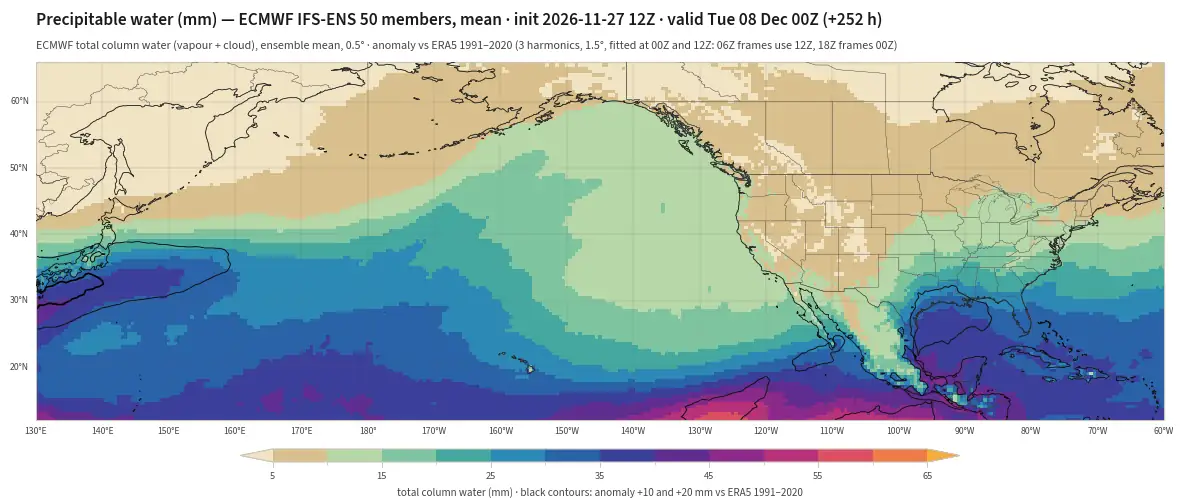 Precipitable water (mm) — ECMWF IFS-ENS 50 members, mean · init 2026-11-27 12Z · valid Tue 08 Dec 00Z (+252 h)
ECMWF total column water (vapour + cloud), ensemble mean, 0.5° · anomaly vs ERA5 1991–2020 (3 harmonics, 1.5°, fitted at 00Z and 12Z: 06Z frames use 12Z, 18Z frames 00Z)
60°N
50°N
40°N
30°N
20°N
130°E 140°E 150°E 160°E 170°E 180° 170°W 160°W 150°W 140°W 130°W 120°W 110°W 100°W 90°W 80°W 70°W 60°W
5 15 25 35 45 55 65
total column water (mm) · black contours: anomaly +10 and +20 mm vs ERA5 1991–2020